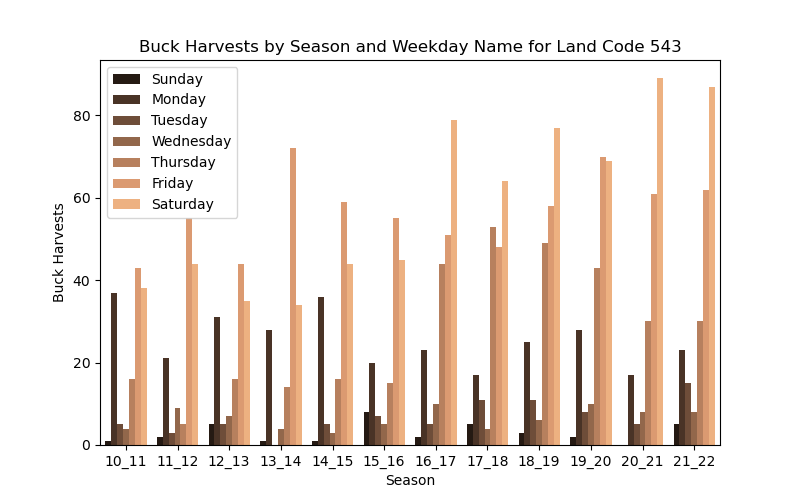 Buck Harvests by Season and Weekday Name for Land Code 543
Sunday
Monday
Tuesday
Wednesday
Thursday
Friday
Saturday
80
60
40
20
0
Buck Harvests
10_11 11_12 12_13 13_14 14_15 15_16 16_17 17_18 18_19 19_20 20_21 21_22
Season